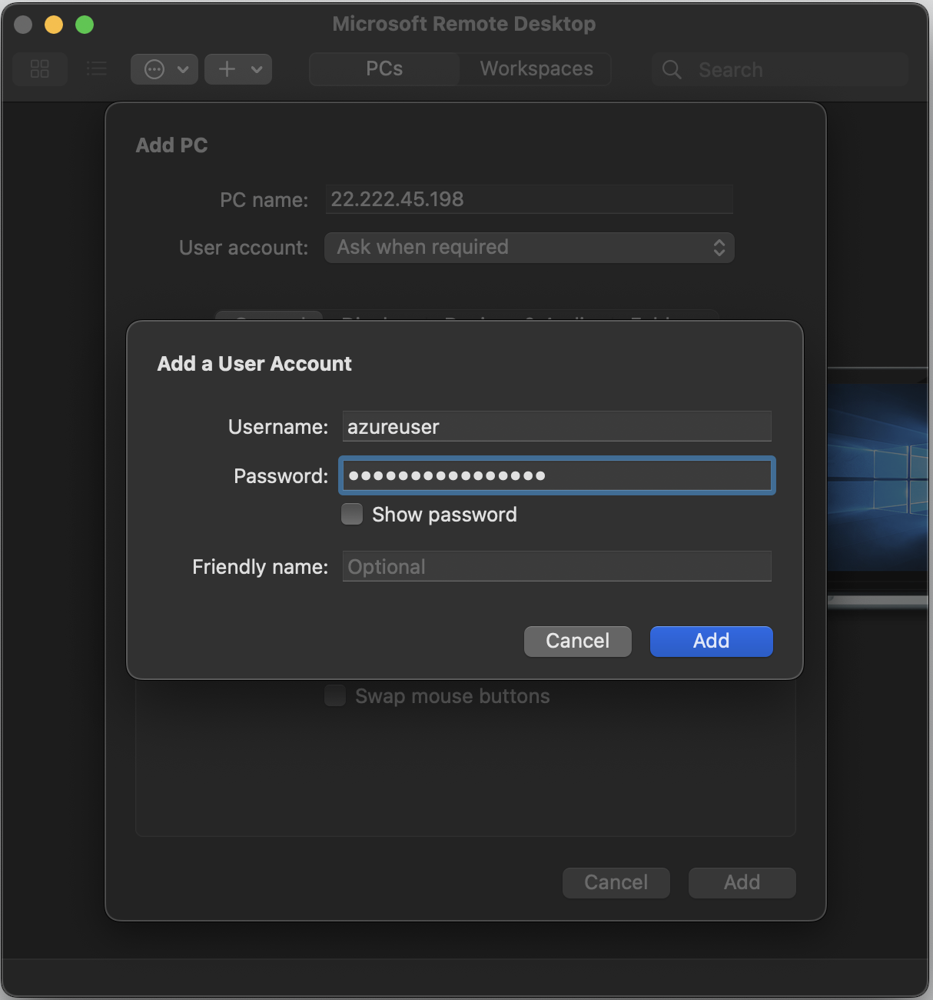 Microsoft Remote Desktop
PCs
Workspaces
Search
Add PC
PC name: 22.222.45.198
User account: Ask when required
Add a User Account
Username: azureuser
Password: ●●●●●●●●●●●●●●●●
Show password
Friendly name: Optional
Cancel
Add
Swap mouse buttons
Cancel
Add